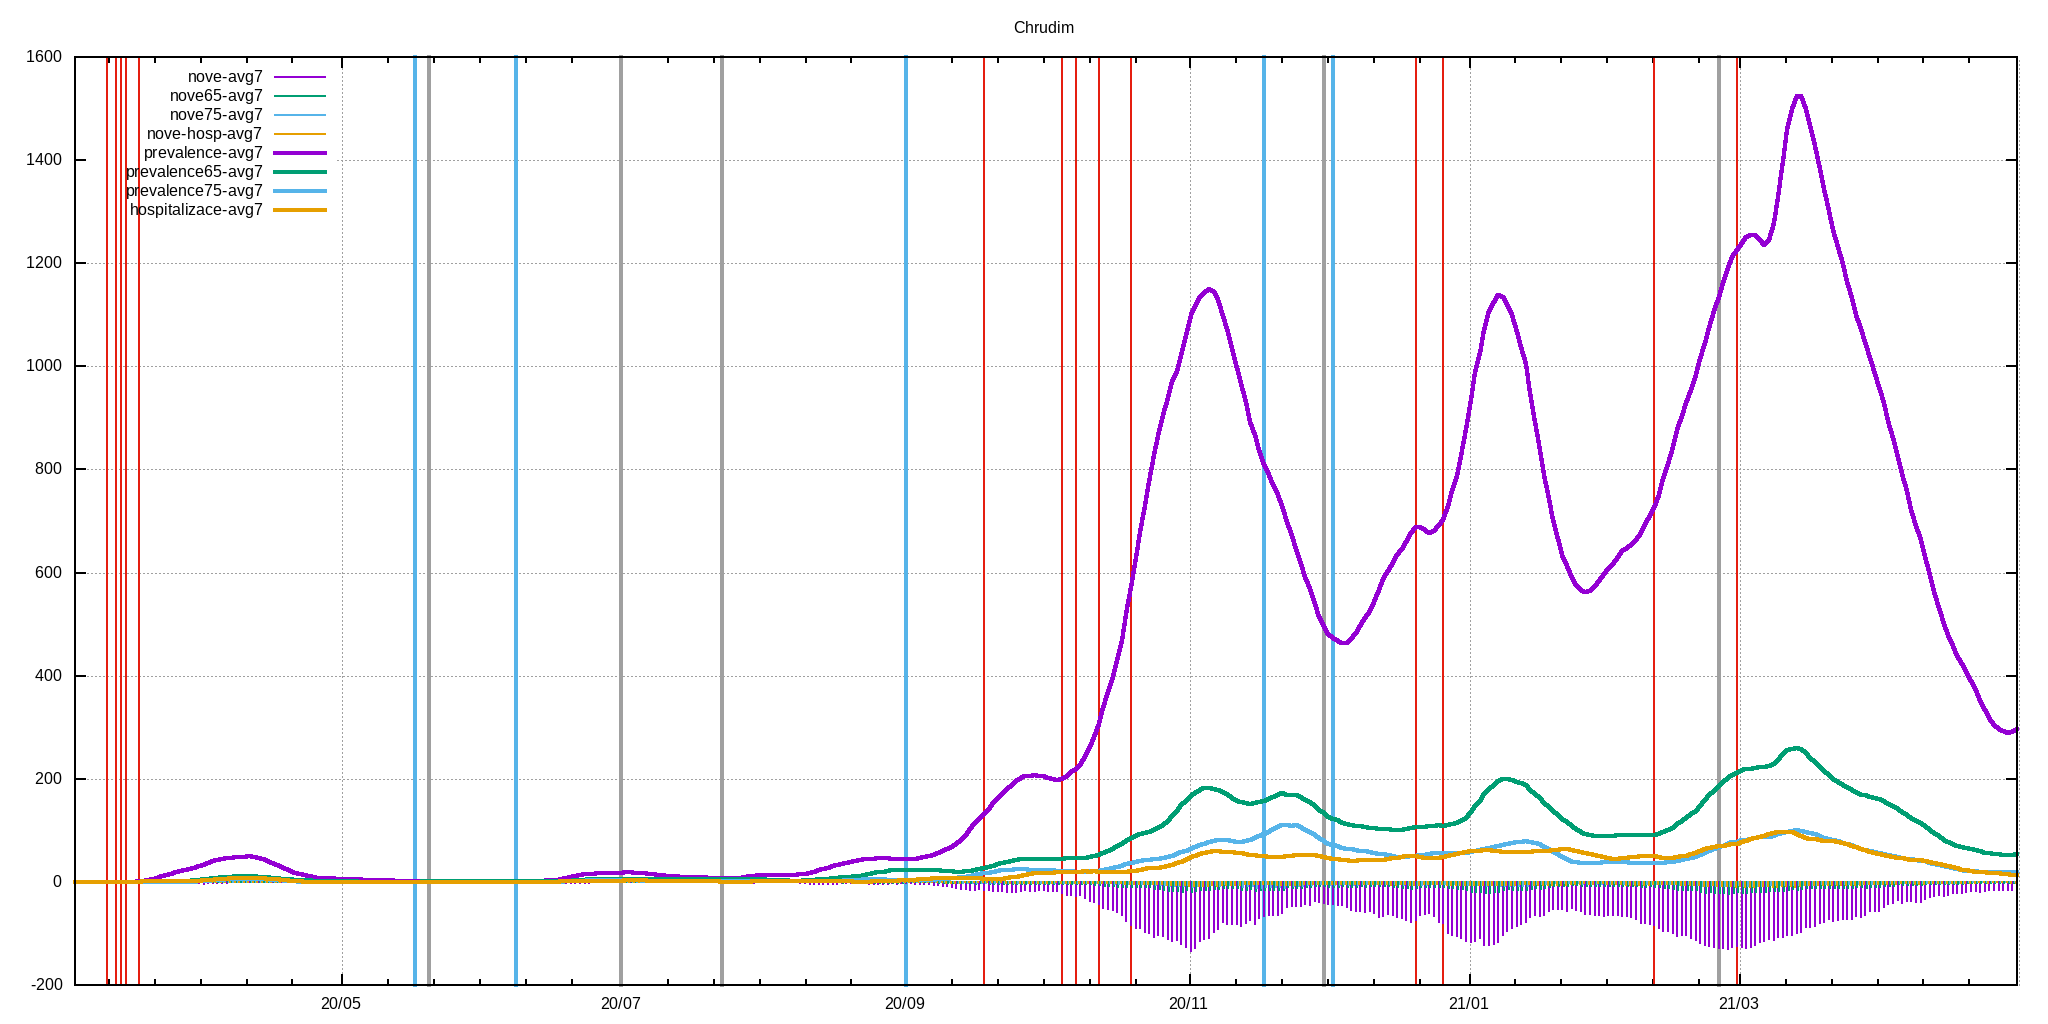 Chrudim
1600
1400
1200
1000
800
600
400
200
0
-200
nove-avg7
nove65-avg7
nove75-avg7
nove-hosp-avg7
prevalence-avg7
prevalence65-avg7
prevalence75-avg7
hospitalizace-avg7
20/05 20/07 20/09 20/11 21/01 21/03